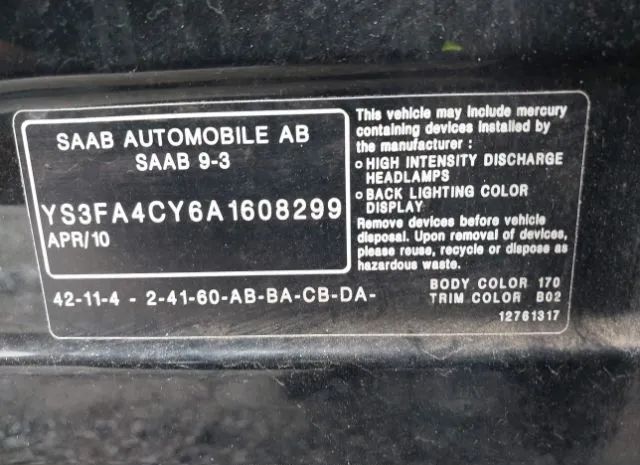 SAAB AUTOMOBILE AB
SAAB 9-3
YS3FA4CY6A1608299
APR/10
This vehicle may include mercury
containing devices installed by
the manufacturer :
HIGH INTENSITY DISCHARGE
HEADLAMPS
BACK LIGHTING COLOR
DISPLAY
Remove devices before vehicle
disposal. Upon removal of devices,
please reuse, recycle or dispose as
hazardous waste.
42-11-4 - 2-41-60-AB-BA-CB-DA-
BODY COLOR 170
TRIM COLOR B02
12761317